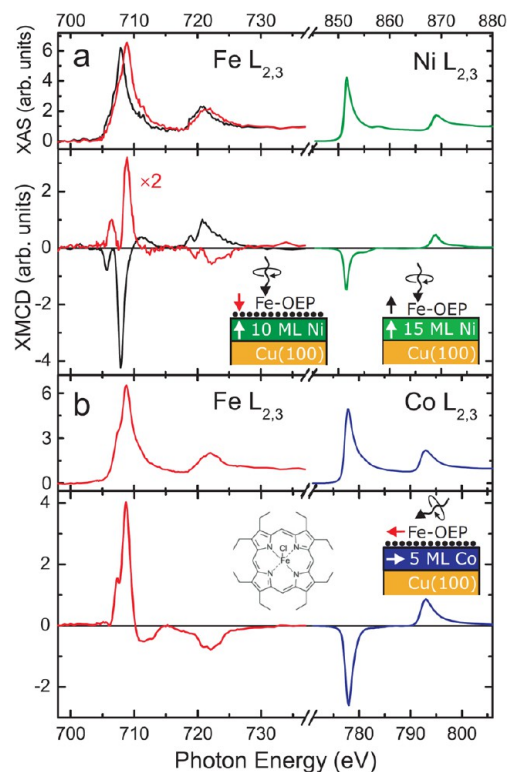 700 710 720 730 850 860 870 880
XAS (arb. units)
6
4
2
0
a Fe L2,3 Ni L2,3
XMCD (arb. units)
2
0
-2
-4
×2
Fe-OEP
10 ML Ni
Cu(100)
Fe-OEP
15 ML Ni
Cu(100)
6
3
0
b Fe L2,3 Co L2,3
4
2
0
-2
Cl
N N
Fe
N N
Fe-OEP
5 ML Co
Cu(100)
700 710 720 730 780 790 800
Photon Energy (eV)